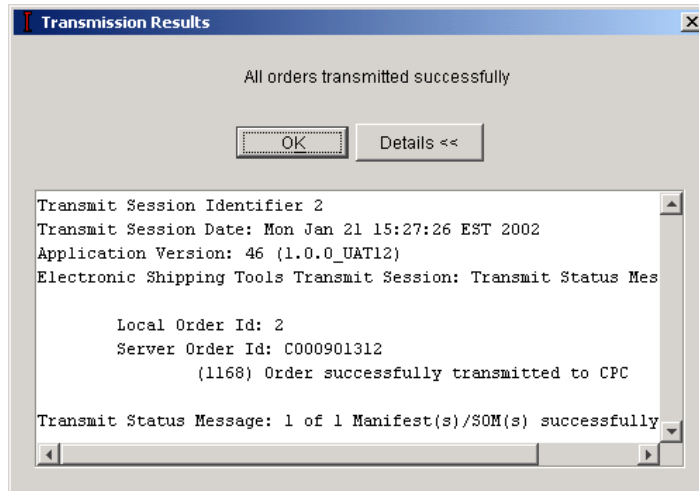 Transmission Results
All orders transmitted successfully
OK
Details <<
Transmit Session Identifier 2
Transmit Session Date: Mon Jan 21 15:27:26 EST 2002
Application Version: 46 (1.0.0_UAT12)
Electronic Shipping Tools Transmit Session: Transmit Status Mes
Local Order Id: 2
Server Order Id: C000901312
(1168) Order successfully transmitted to CPC
Transmit Status Message: 1 of 1 Manifest(s)/SOM(s) successfully